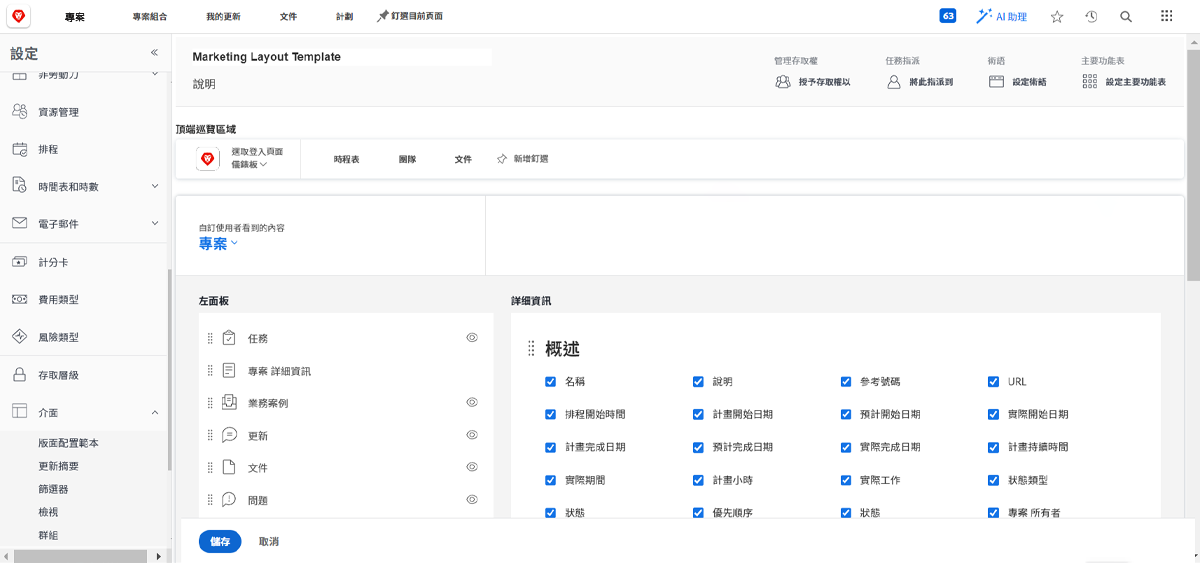 專案 專案組合 我的更新 文件 計劃 釘選目前頁面 63 AI 助理
設定
非勞動力
資源管理
排程
時間表和時數
電子郵件
計分卡
費用類型
風險類型
存取層級
介面
版面配置範本
更新摘要
篩選器
檢視
群組
Marketing Layout Template
說明
管理存取權 任務指派 術語 主要功能表
授予存取權以 將此指派到 設定術語 設定主要功能表
頂端巡覽區域
選取登入頁面
儀錶板
時程表 團隊 文件 新增釘選
自訂使用者看到的內容
專案
左面板
任務
專案 詳細資訊
業務案例
更新
文件
問題
詳細資訊
概述
名稱 說明 參考號碼 URL
排程開始時間 計畫開始日期 預計開始日期 實際開始日期
計畫完成日期 預計完成日期 實際完成日期 計畫持續時間
實際期間 計畫小時 實際工作 狀態類型
狀態 優先順序 狀態 專案 所有者
儲存 取消